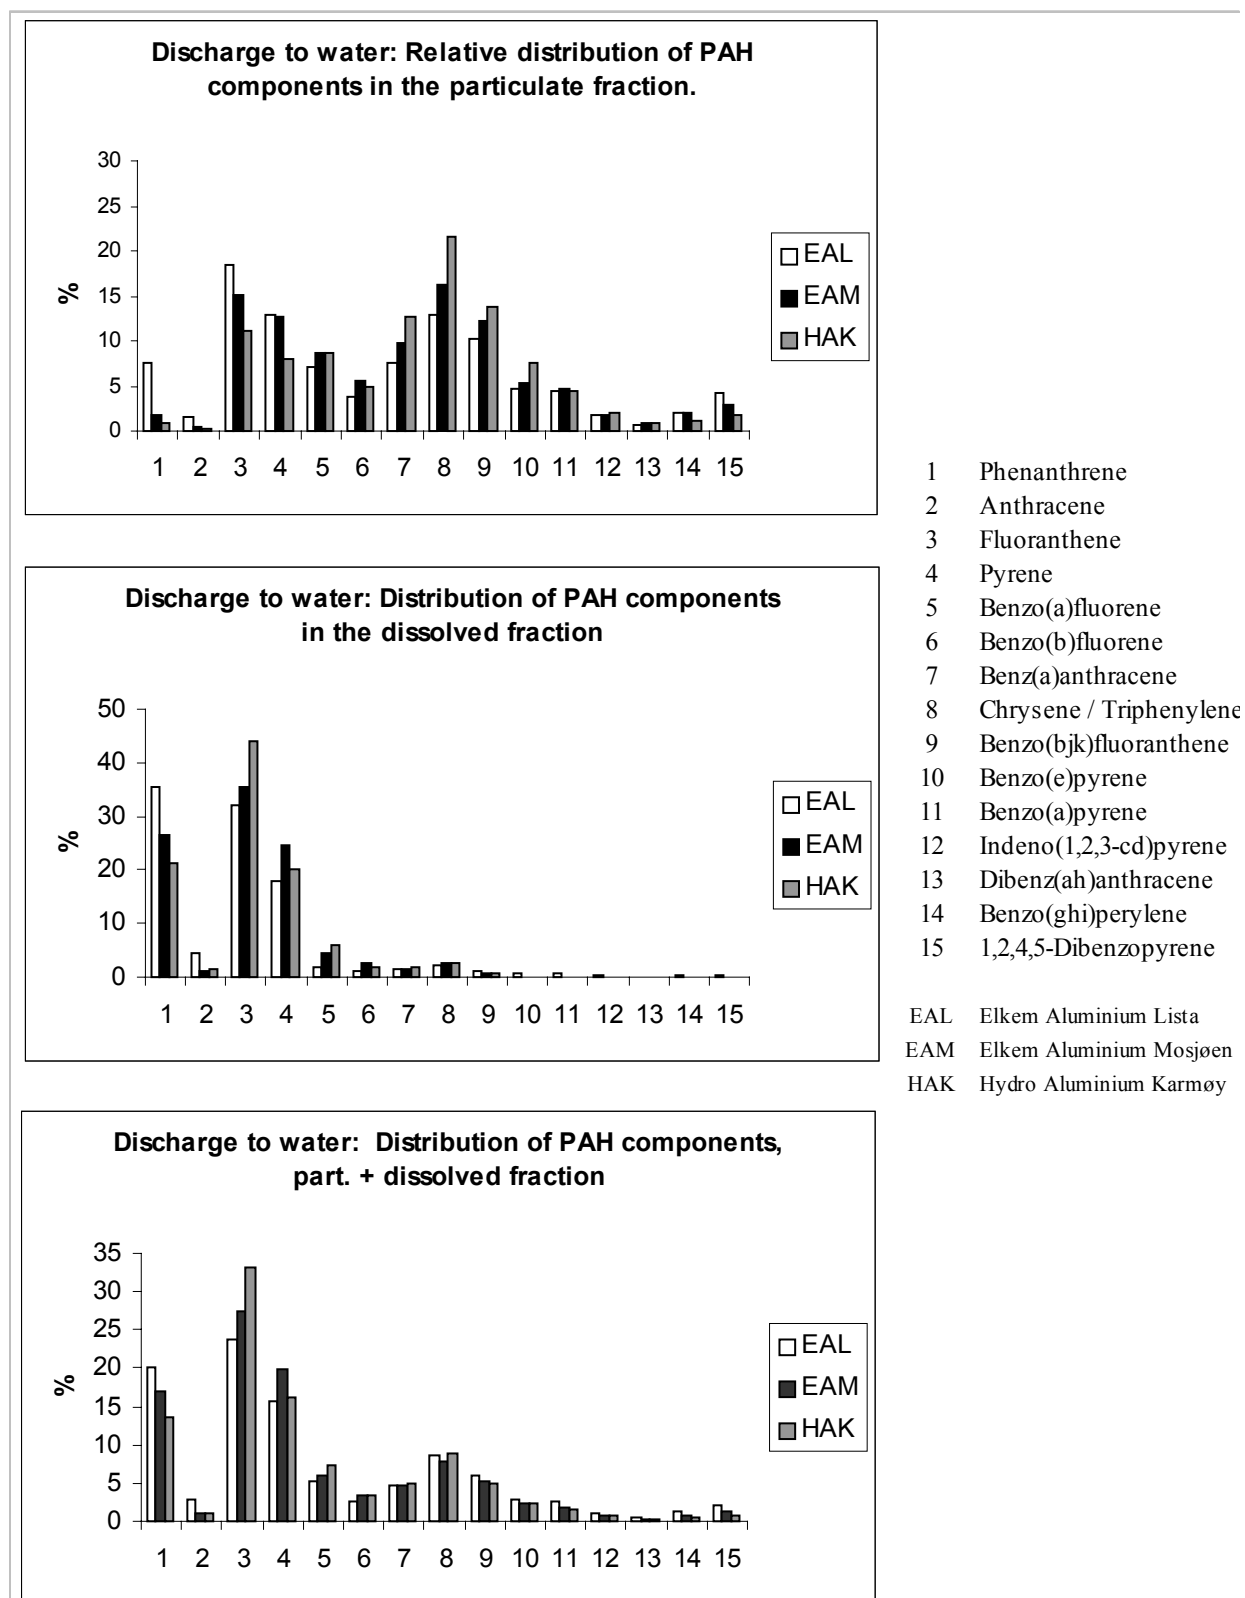 Discharge to water: Relative distribution of PAH
components in the particulate fraction.
30
25
20
15
10
5
0
%
1 2 3 4 5 6 7 8 9 10 11 12 13 14 15
EAL
EAM
HAK
Discharge to water: Distribution of PAH components
in the dissolved fraction
50
40
30
20
10
0
%
1 2 3 4 5 6 7 8 9 10 11 12 13 14 15
EAL
EAM
HAK
Discharge to water: Distribution of PAH components,
part. + dissolved fraction
35
30
25
20
15
10
5
0
%
1 2 3 4 5 6 7 8 9 10 11 12 13 14 15
EAL
EAM
HAK
1 Phenanthrene
2 Anthracene
3 Fluoranthene
4 Pyrene
5 Benzo(a)fluorene
6 Benzo(b)fluorene
7 Benz(a)anthracene
8 Chrysene / Triphenylene
9 Benzo(bjk)fluoranthene
10 Benzo(e)pyrene
11 Benzo(a)pyrene
12 Indeno(1,2,3-cd)pyrene
13 Dibenz(ah)anthracene
14 Benzo(ghi)perylene
15 1,2,4,5-Dibenzopyrene
EAL Elkem Aluminium Lista
EAM Elkem Aluminium Mosjøen
HAK Hydro Aluminium Karmøy